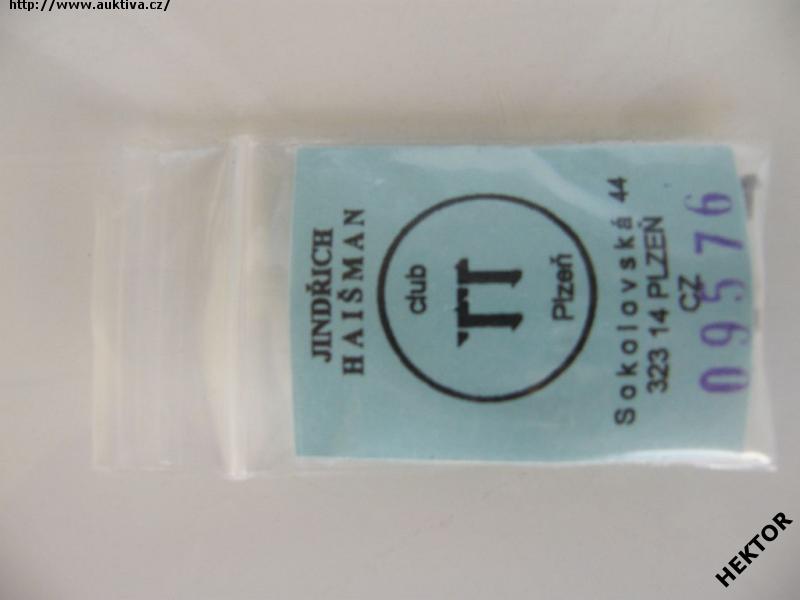 http://www.auktiva.cz/
JINDŘICH
HAIŠMAN
club
TT
Plzeň
Sokolovská 44
323 14 PLZEŇ
CZ
09576
HEKTOR